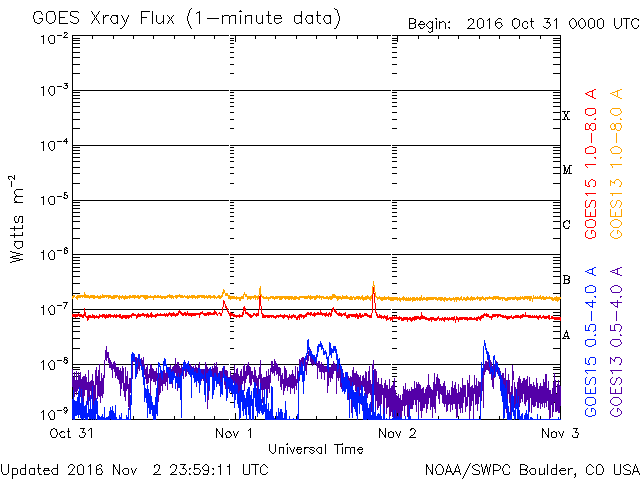 GOES Xray Flux (1-minute data)
Begin: 2016 Oct 31 0000 UTC
10⁻²
10⁻³
10⁻⁴
10⁻⁵
10⁻⁶
10⁻⁷
10⁻⁸
10⁻⁹
Watts m⁻²
X
M
C
B
A
GOES15 1.0-8.0 A
GOES13 1.0-8.0 A
GOES15 0.5-4.0 A
GOES13 0.5-4.0 A
Oct 31
Nov 1
Nov 2
Nov 3
Universal Time
Updated 2016 Nov 2 23:59:11 UTC
NOAA/SWPC Boulder, CO USA